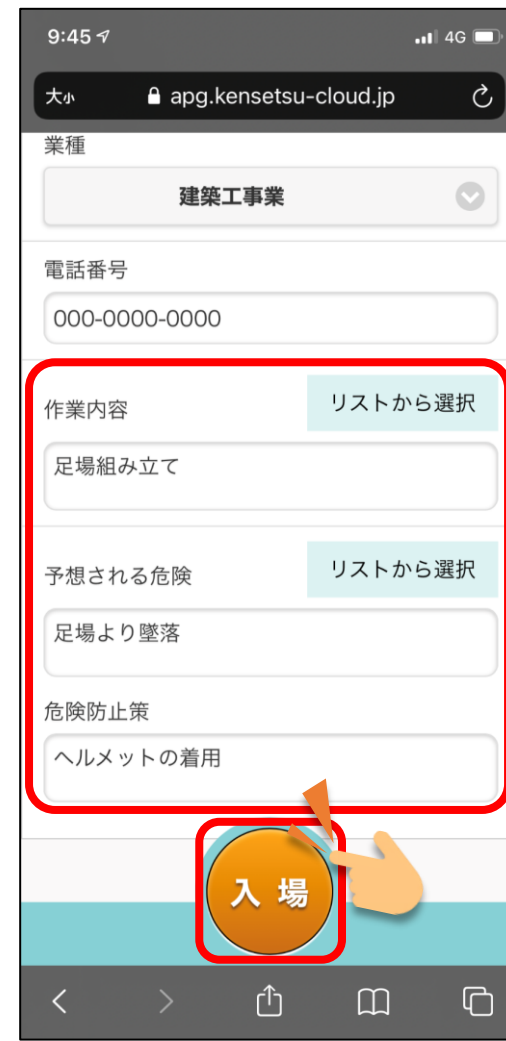 9:45 4G
大小 apg.kensetsu-cloud.jp
業種
建築工事業
電話番号
000-0000-0000
作業内容 リストから選択
足場組み立て
予想される危険 リストから選択
足場より墜落
危険防止策
ヘルメットの着用
入場